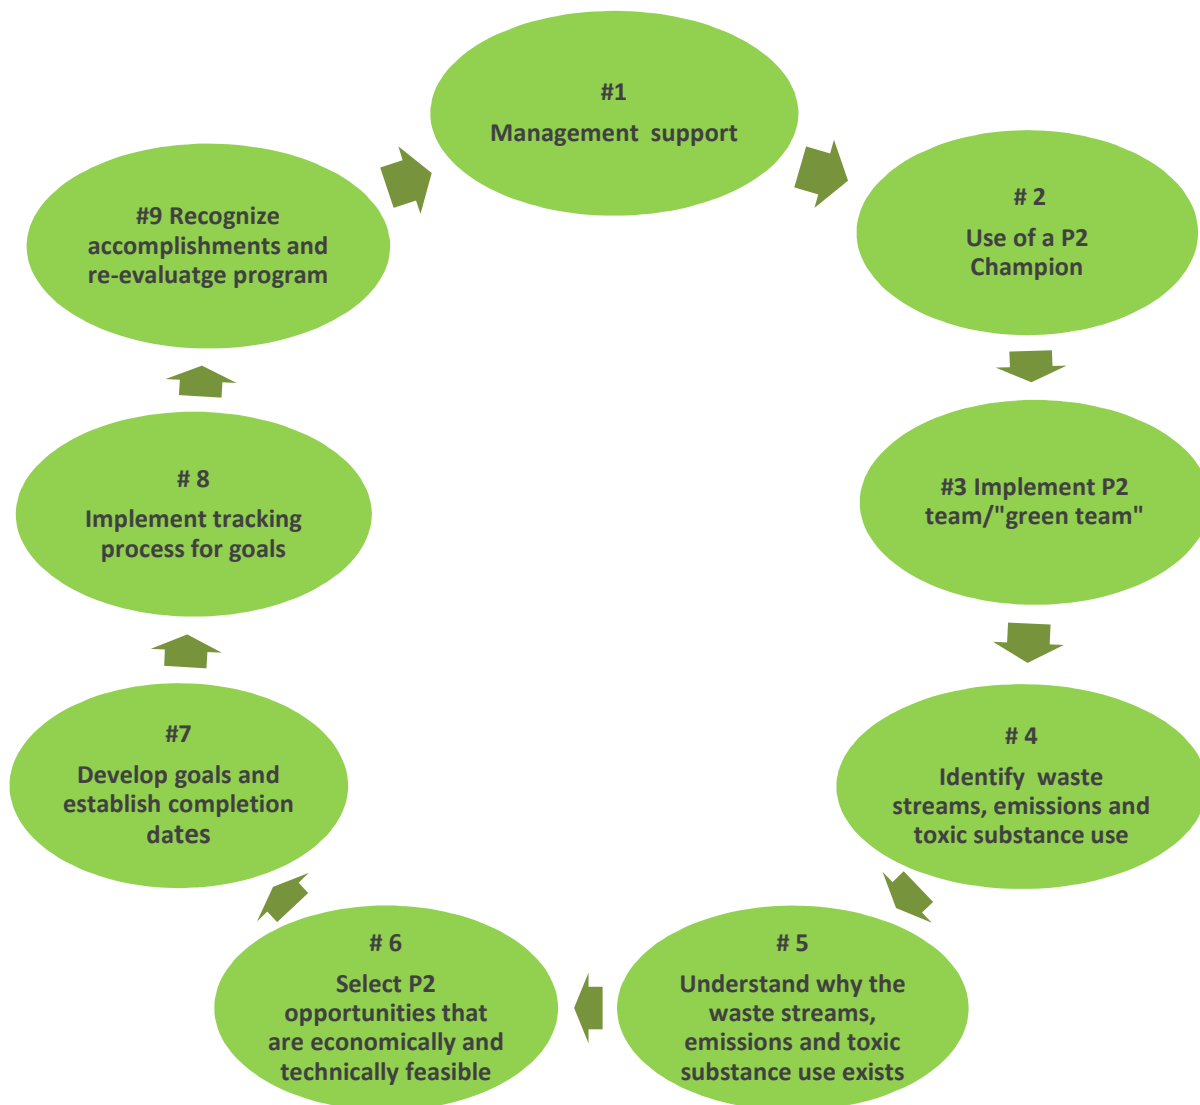 #1
Management support
# 2
Use of a P2
Champion
#3 Implement P2
team/"green team"
# 4
Identify waste
streams, emissions and
toxic substance use
# 5
Understand why the
waste streams,
emissions and toxic
substance use exists
# 6
Select P2
opportunities that
are economically and
technically feasible
#7
Develop goals and
establish completion
dates
# 8
Implement tracking
process for goals
#9 Recognize
accomplishments and
re-evaluatge program